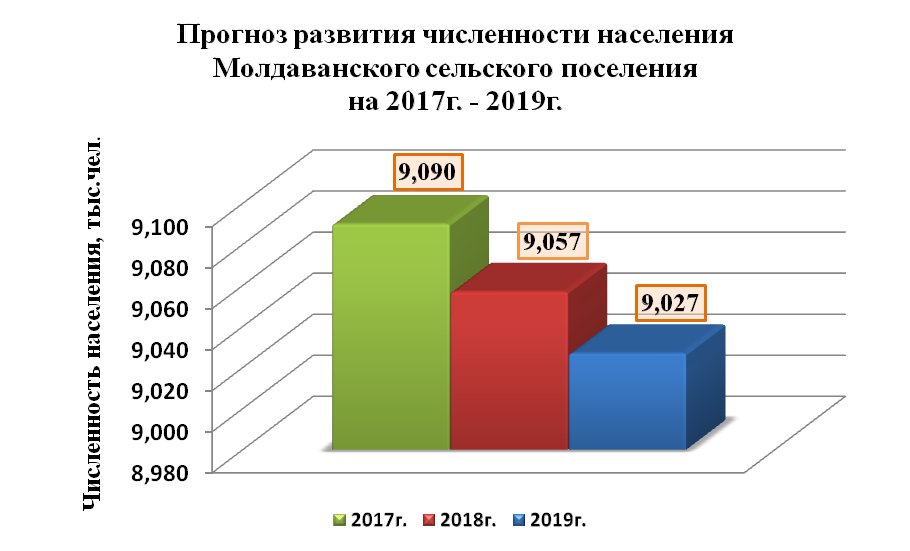 Прогноз развития численности населения
Молдаванского сельского поселения
на 2017г. - 2019г.
Численность населения, тыс.чел.
9,100
9,080
9,060
9,040
9,020
9,000
8,980
9,090
9,057
9,027
2017г.
2018г.
2019г.